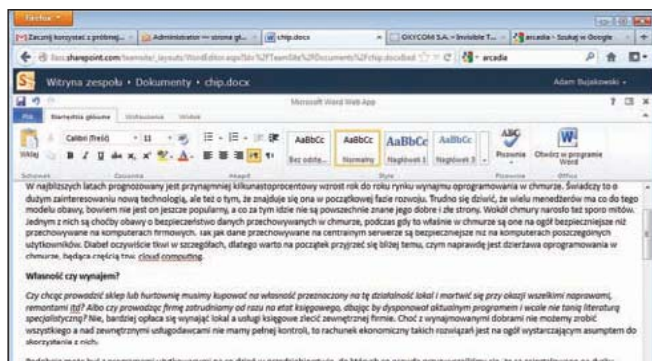 Firefox
Zacznij korzystać z próbnej...
Administrator — strona gł...
chip.docx
OXYCOM S.A. – Invisible T...
arcadia - Szukaj w Google
sharepoint.com
arcadia
Witryna zespołu ▸ Dokumenty ▸ chip.docx
Adam Bujakowski
Microsoft Word Web App
Plik
Narzędzia główne
Wstawianie
Widok
Calibri (Treść)
11
AaBbCc
AaBbCc
AaBbCc
AaBbCc
Wklej
Bez odstę...
Normalny
Nagłówek 1
Nagłówek 3
Pisownia
Otwórz w programie
Word
Schowek
Czcionka
Akapit
Style
Pisownia
Office
W najbliższych latach prognozowany jest przynajmniej kilkunastoprocentowy wzrost rok do roku rynku wynajmu oprogramowania w chmurze. Świadczy to o
dużym zainteresowaniu nową technologią, ale też o tym, że znajduje się ona w początkowej fazie rozwoju. Trudno się dziwić, że wielu menedżerów ma co do tego
modelu obawy, bowiem nie jest on jeszcze popularny, a co za tym idzie nie są powszechnie znane jego dobre i złe strony. Wokół chmury narosło też sporo mitów.
Jednym z nich są choćby obawy o bezpieczeństwo danych przechowywanych w chmurze, podczas gdy to właśnie w chmurze są one na ogół bezpieczniejsze niż
przechowywane na komputerach firmowych. Tak jak dane przechowywane na centralnym serwerze są bezpieczniejsze niż na komputerach poszczególnych
użytkowników. Diabeł oczywiście tkwi w szczegółach, dlatego warto na początek przyjrzeć się bliżej temu, czym naprawdę jest dzierżawa oprogramowania w
chmurze, będąca częścią tzw. cloud computing.
Własność czy wynajem?
Czy chcąc prowadzić sklep lub hurtownię musimy kupować na własność przeznaczony na tę działalność lokal i martwić się przy okazji wszelkimi naprawami,
remontami itd? Albo czy prowadząc firmę zatrudniamy od razu na etat księgowego, dbając by dysponował aktualnym programem i wcale nie tanią literaturą
specjalistyczną? Nie, bardziej opłaca się wynająć lokal a usługi księgowe zlecić zewnętrznej firmie. Choć z wynajmowanymi dobrami nie możemy zrobić
wszystkiego a nad zewnętrznymi usługodawcami nie mamy pełnej kontroli, to rachunek ekonomiczny takich rozwiązań jest na ogół wystarczającym asumptem do
skorzystania z nich.